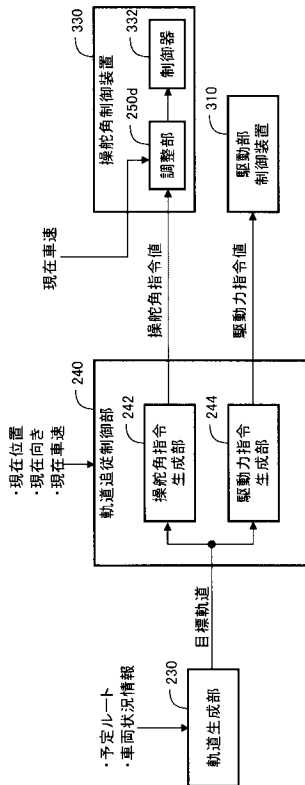 ・予定ルート
・車両状況情報
230
軌道生成部
目標軌道
・現在位置
・現在向き
・現在車速
240
軌道追従制御部
242
操舵角指令
生成部
244
駆動力指令
生成部
操舵角指令値
駆動力指令値
現在車速
330
操舵角制御装置
250d
調整部
332
制御器
310
駆動部
制御装置